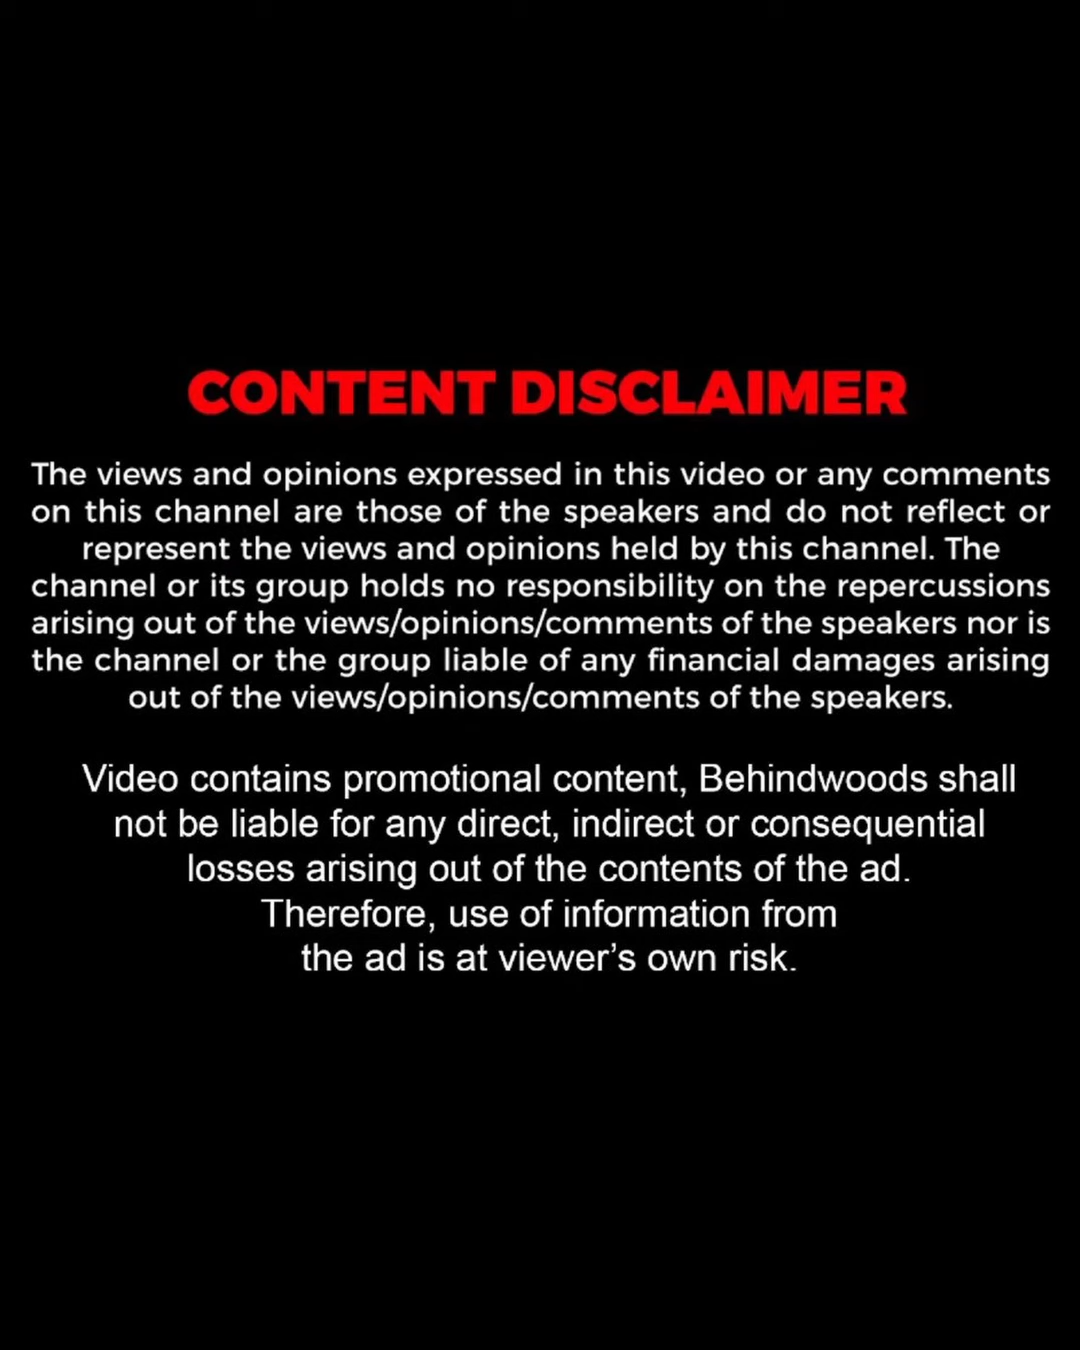 CONTENT DISCLAIMER
The views and opinions expressed in this video or any comments
on this channel are those of the speakers and do not reflect or
represent the views and opinions held by this channel. The
channel or its group holds no responsibility on the repercussions
arising out of the views/opinions/comments of the speakers nor is
the channel or the group liable of any financial damages arising
out of the views/opinions/comments of the speakers.
Video contains promotional content, Behindwoods shall
not be liable for any direct, indirect or consequential
losses arising out of the contents of the ad.
Therefore, use of information from
the ad is at viewer’s own risk.